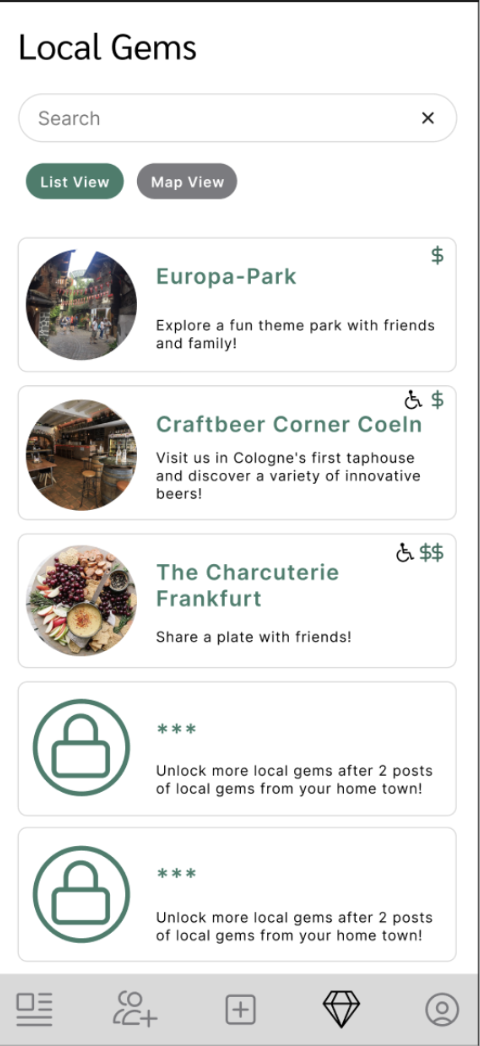 Local Gems
Search
List View
Map View
$
Europa-Park
Explore a fun theme park with friends
and family!
$
Craftbeer Corner Coeln
Visit us in Cologne's first taphouse
and discover a variety of innovative
beers!
$$
The Charcuterie
Frankfurt
Share a plate with friends!
***
Unlock more local gems after 2 posts
of local gems from your home town!
***
Unlock more local gems after 2 posts
of local gems from your home town!